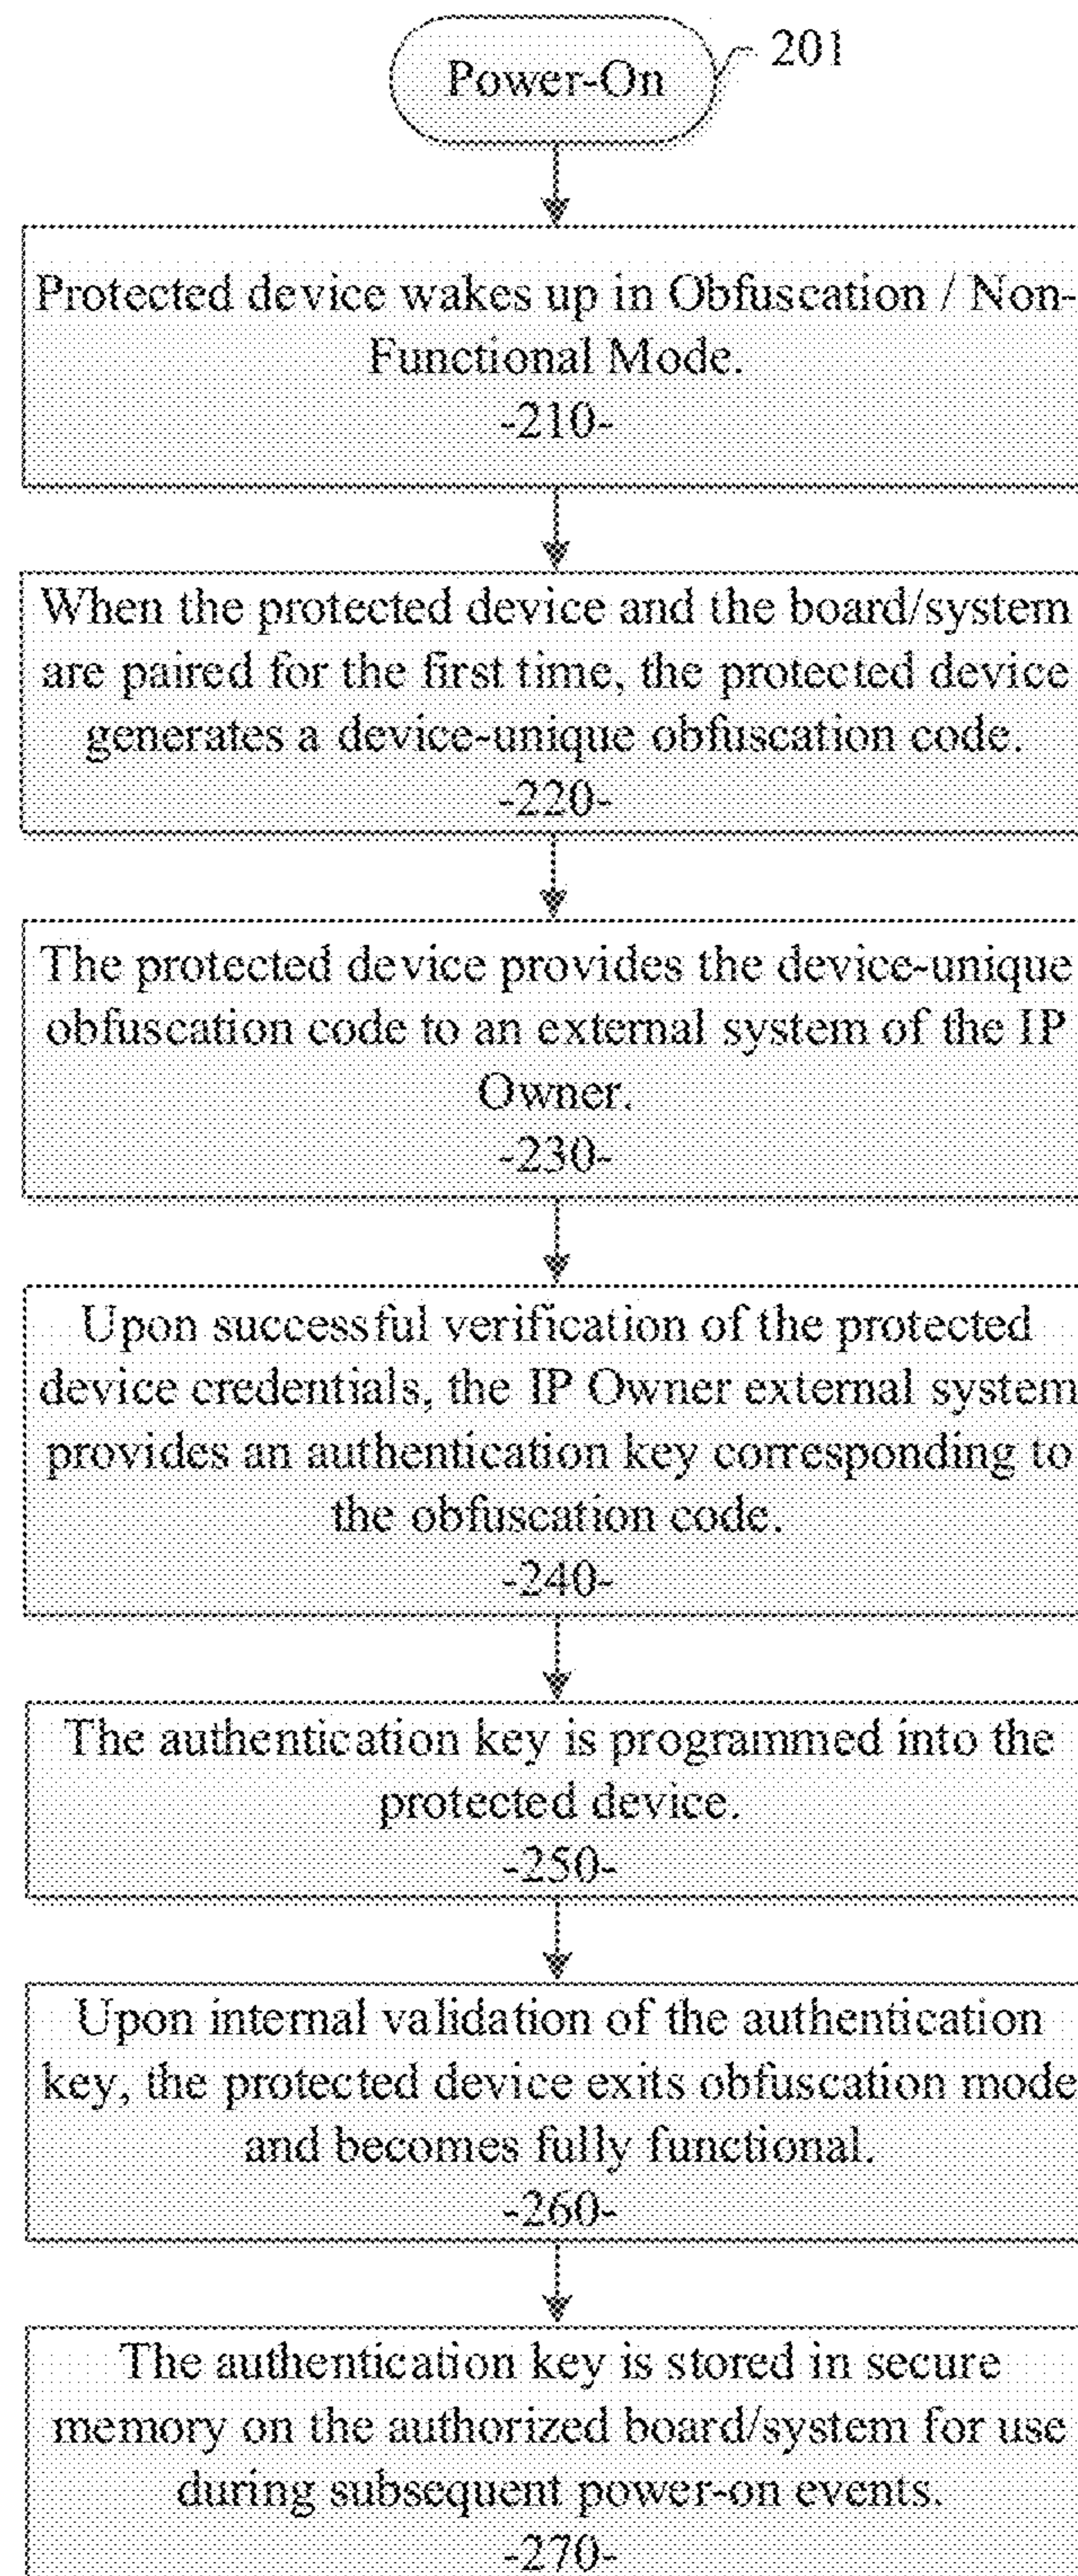 Power-On
201
Protected device wakes up in Obfuscation / Non-
Functional Mode.
-210-
When the protected device and the board/system
are paired for the first time, the protected device
generates a device-unique obfuscation code.
-220-
The protected device provides the device-unique
obfuscation code to an external system of the IP
Owner.
-230-
Upon successful verification of the protected
device credentials, the IP Owner external system
provides an authentication key corresponding to
the obfuscation code.
-240-
The authentication key is programmed into the
protected device.
-250-
Upon internal validation of the authentication
key, the protected device exits obfuscation mode
and becomes fully functional.
-260-
The authentication key is stored in secure
memory on the authorized board/system for use
during subsequent power-on events.
-270-